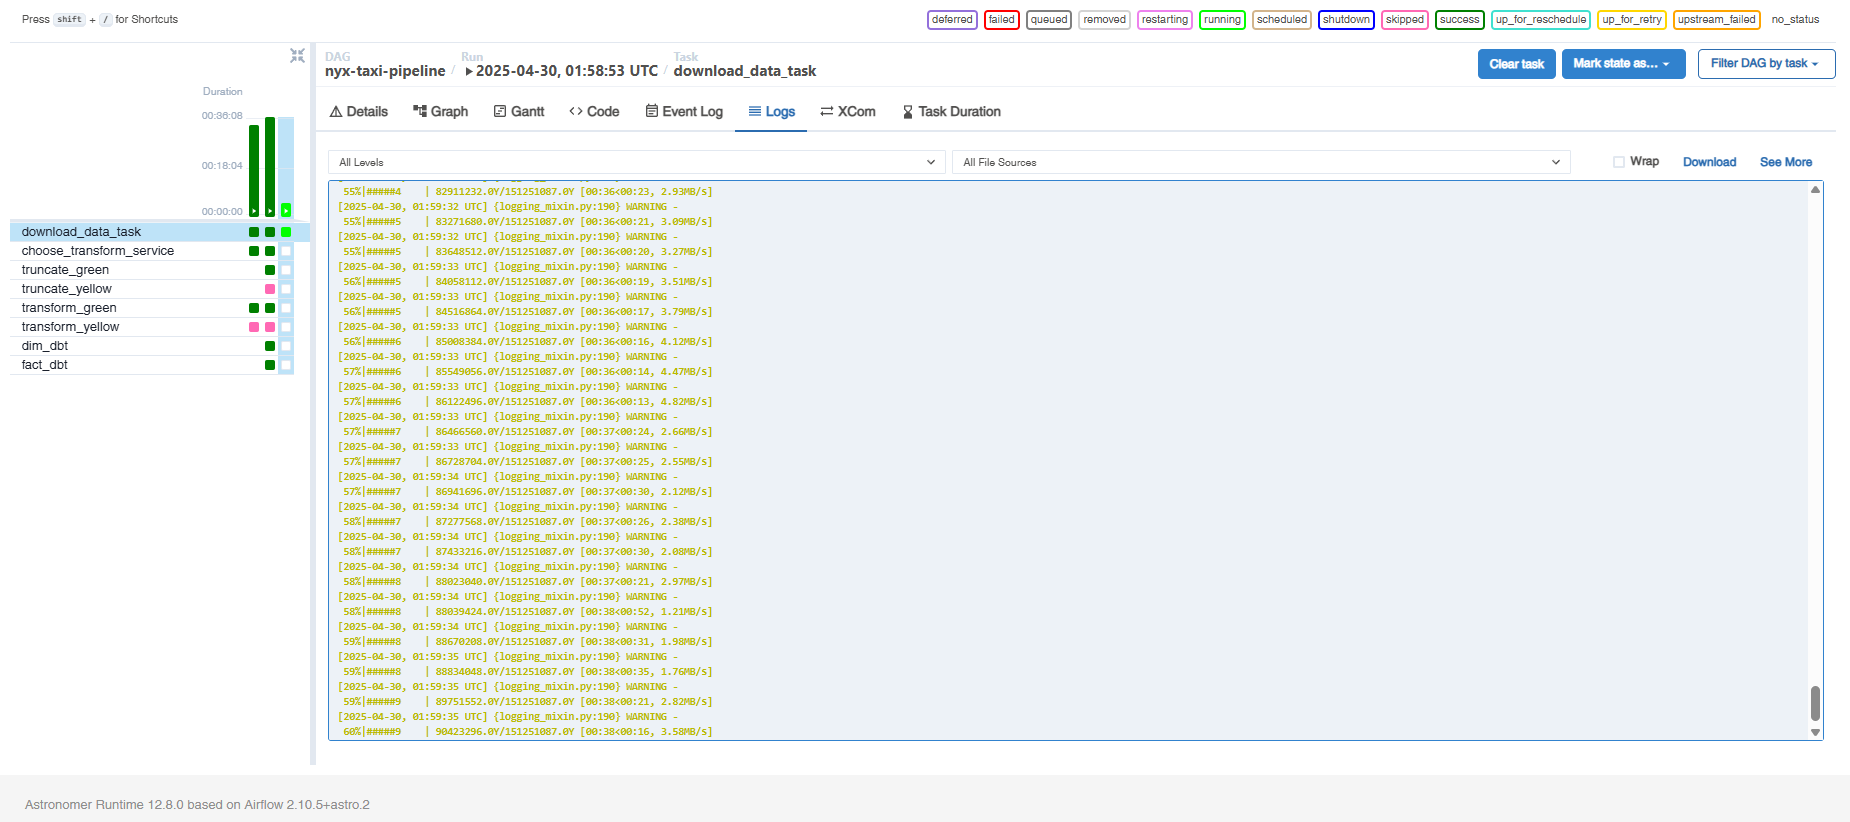 Press shift + / for Shortcuts
deferred failed queued removed restarting running scheduled shutdown skipped success up_for_reschedule up_for_retry upstream_failed no_status
DAG
nyx-taxi-pipeline
/
Run
2025-04-30, 01:58:53 UTC
/
Task
download_data_task
Clear task
Mark state as...
Filter DAG by task
Duration
00:36:08
00:18:04
00:00:00
download_data_task
choose_transform_service
truncate_green
truncate_yellow
transform_green
transform_yellow
dim_dbt
fact_dbt
Details Graph Gantt Code Event Log Logs XCom Task Duration
All Levels All File Sources Wrap Download See More
55%|#####4 | 82911232.0Y/151251087.0Y [00:36<00:23, 2.93MB/s]
[2025-04-30, 01:59:32 UTC] {logging_mixin.py:190} WARNING -
55%|#####5 | 83271680.0Y/151251087.0Y [00:36<00:21, 3.09MB/s]
[2025-04-30, 01:59:32 UTC] {logging_mixin.py:190} WARNING -
55%|#####5 | 83648512.0Y/151251087.0Y [00:36<00:20, 3.27MB/s]
[2025-04-30, 01:59:33 UTC] {logging_mixin.py:190} WARNING -
56%|#####5 | 84058112.0Y/151251087.0Y [00:36<00:19, 3.51MB/s]
[2025-04-30, 01:59:33 UTC] {logging_mixin.py:190} WARNING -
56%|#####5 | 84516864.0Y/151251087.0Y [00:36<00:17, 3.79MB/s]
[2025-04-30, 01:59:33 UTC] {logging_mixin.py:190} WARNING -
56%|#####6 | 85008384.0Y/151251087.0Y [00:36<00:16, 4.12MB/s]
[2025-04-30, 01:59:33 UTC] {logging_mixin.py:190} WARNING -
57%|#####6 | 85549056.0Y/151251087.0Y [00:36<00:14, 4.47MB/s]
[2025-04-30, 01:59:33 UTC] {logging_mixin.py:190} WARNING -
57%|#####6 | 86122496.0Y/151251087.0Y [00:36<00:13, 4.82MB/s]
[2025-04-30, 01:59:33 UTC] {logging_mixin.py:190} WARNING -
57%|#####7 | 86466560.0Y/151251087.0Y [00:37<00:24, 2.66MB/s]
[2025-04-30, 01:59:33 UTC] {logging_mixin.py:190} WARNING -
57%|#####7 | 86728704.0Y/151251087.0Y [00:37<00:25, 2.55MB/s]
[2025-04-30, 01:59:34 UTC] {logging_mixin.py:190} WARNING -
57%|#####7 | 86941696.0Y/151251087.0Y [00:37<00:30, 2.12MB/s]
[2025-04-30, 01:59:34 UTC] {logging_mixin.py:190} WARNING -
58%|#####7 | 87277568.0Y/151251087.0Y [00:37<00:26, 2.38MB/s]
[2025-04-30, 01:59:34 UTC] {logging_mixin.py:190} WARNING -
58%|#####7 | 87433216.0Y/151251087.0Y [00:37<00:30, 2.08MB/s]
[2025-04-30, 01:59:34 UTC] {logging_mixin.py:190} WARNING -
58%|#####8 | 88023040.0Y/151251087.0Y [00:37<00:21, 2.97MB/s]
[2025-04-30, 01:59:34 UTC] {logging_mixin.py:190} WARNING -
58%|#####8 | 88039424.0Y/151251087.0Y [00:38<00:52, 1.21MB/s]
[2025-04-30, 01:59:34 UTC] {logging_mixin.py:190} WARNING -
59%|#####8 | 88670208.0Y/151251087.0Y [00:38<00:31, 1.98MB/s]
[2025-04-30, 01:59:35 UTC] {logging_mixin.py:190} WARNING -
59%|#####8 | 88834048.0Y/151251087.0Y [00:38<00:35, 1.76MB/s]
[2025-04-30, 01:59:35 UTC] {logging_mixin.py:190} WARNING -
59%|#####9 | 89751552.0Y/151251087.0Y [00:38<00:21, 2.82MB/s]
[2025-04-30, 01:59:35 UTC] {logging_mixin.py:190} WARNING -
60%|#####9 | 90423296.0Y/151251087.0Y [00:38<00:16, 3.58MB/s]
Astronomer Runtime 12.8.0 based on Airflow 2.10.5+astro.2